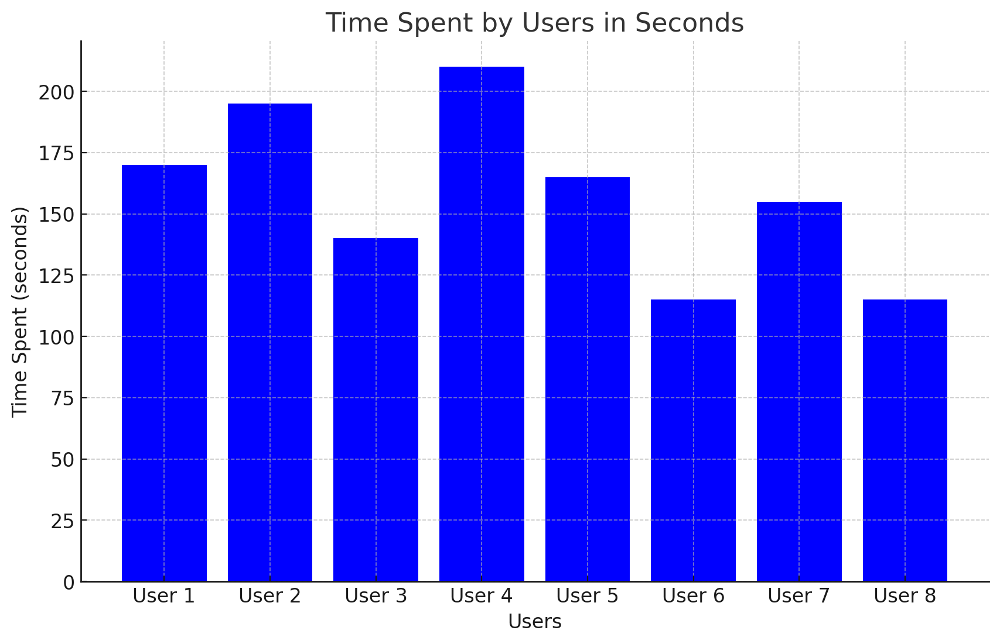 Time Spent by Users in Seconds
Time Spent (seconds)
200
175
150
125
100
75
50
25
0
User 1 User 2 User 3 User 4 User 5 User 6 User 7 User 8
Users